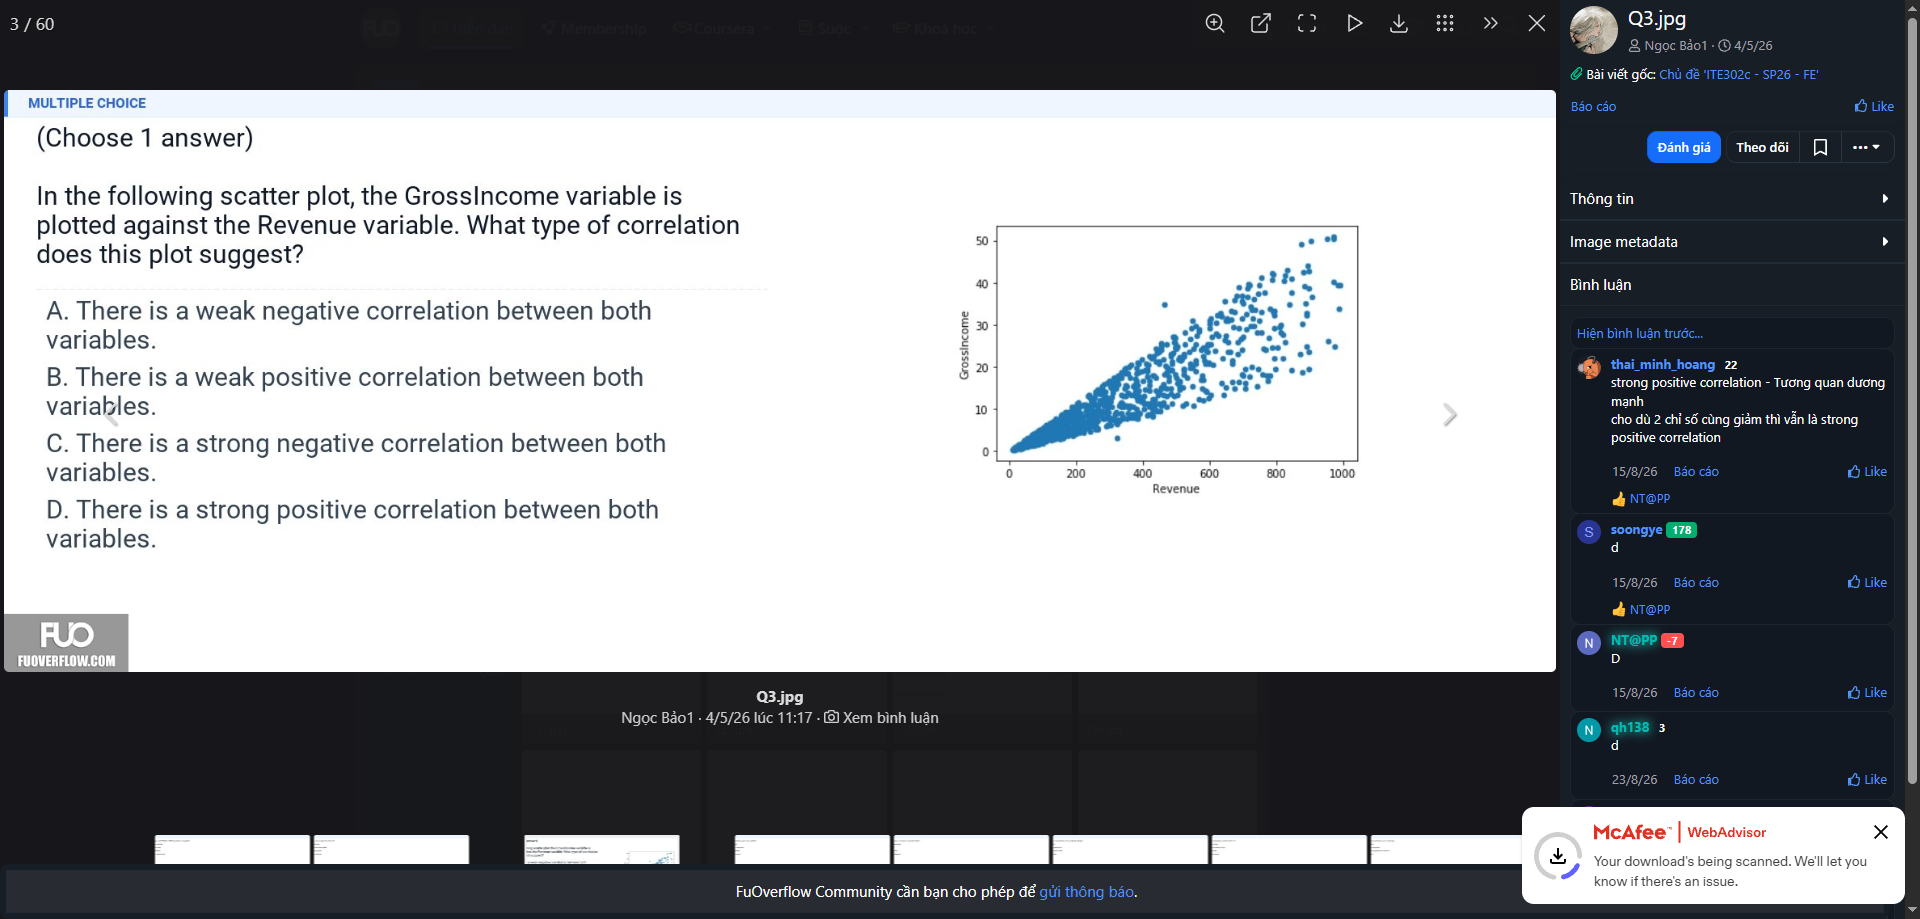 3 / 60
FUO
Membership
Coursera
MULTIPLE CHOICE
(Choose 1 answer)
In the following scatter plot, the GrossIncome variable is
plotted against the Revenue variable. What type of correlation
does this plot suggest?
A. There is a weak negative correlation between both
variables.
B. There is a weak positive correlation between both
variables.
C. There is a strong negative correlation between both
variables.
D. There is a strong positive correlation between both
variables.
GrossIncome
50
40
30
20
10
0
0 200 400 600 800 1000
Revenue
FUO
FUOVERFLOW.COM
Q3.jpg
Ngọc Bảo1 · 4/5/26 lúc 11:17 · Xem bình luận
FuOverflow Community cần bạn cho phép để gửi thông báo.
Q3.jpg
Ngọc Bảo1 · 4/5/26
Bài viết gốc: Chủ đề 'ITE302c - SP26 - FE'
Báo cáo
Like
Đánh giá
Theo dõi
Thông tin
Image metadata
Bình luận
Hiện bình luận trước...
thai_minh_hoang 22
strong positive correlation - Tương quan dương
mạnh
cho dù 2 chỉ số cùng giảm thì vẫn là strong
positive correlation
15/8/26 Báo cáo Like
NT@PP
S
soongye 178
d
15/8/26 Báo cáo Like
NT@PP
N
NT@PP -7
D
15/8/26 Báo cáo Like
N
qh138 3
d
23/8/26 Báo cáo Like
McAfee™ | WebAdvisor
Your download's being scanned. We'll let you
know if there's an issue.